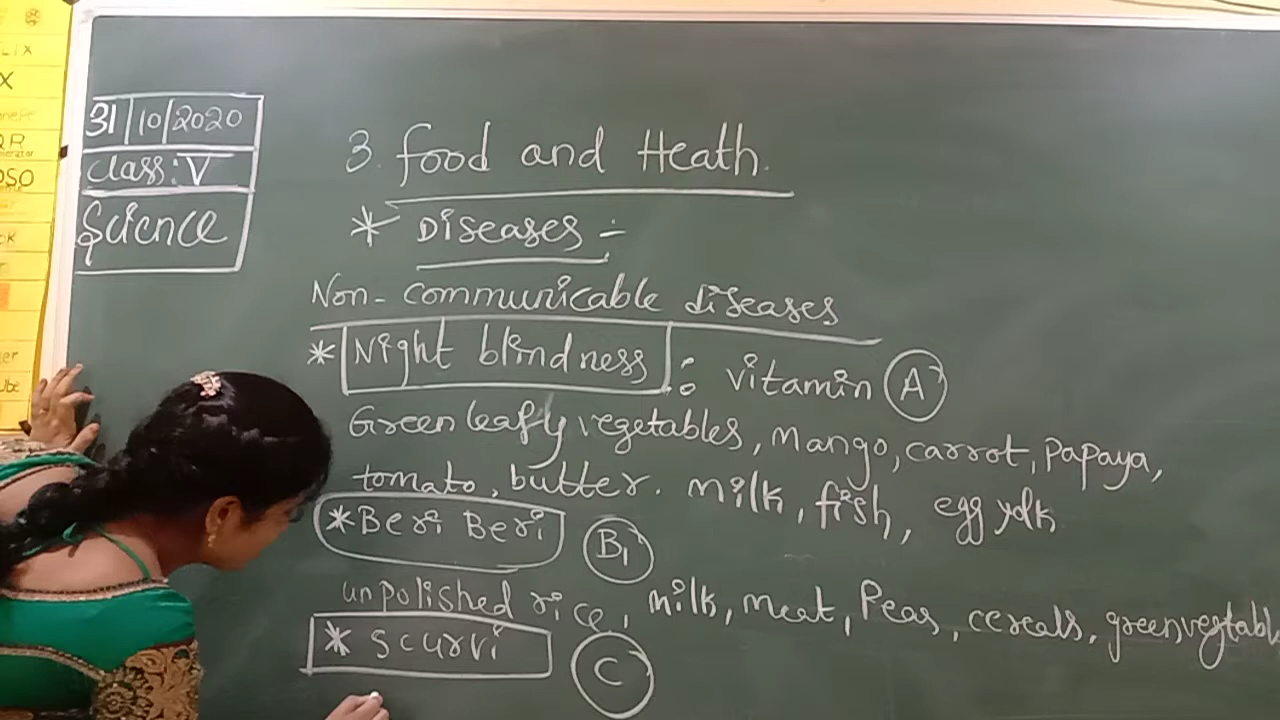 31/10/2020
Class: V
Science
3. Food and Heath.
* Diseases :-
Non-communicable diseases
* Night blindness : vitamin A
Green leafy vegetables, Mango, carrot, Papaya,
tomato, butter. milk, fish, egg yolk
* Beri Beri B1
unpolished rice, milk, meat, Peas, cereals, green vegtabl
* Scurvi C